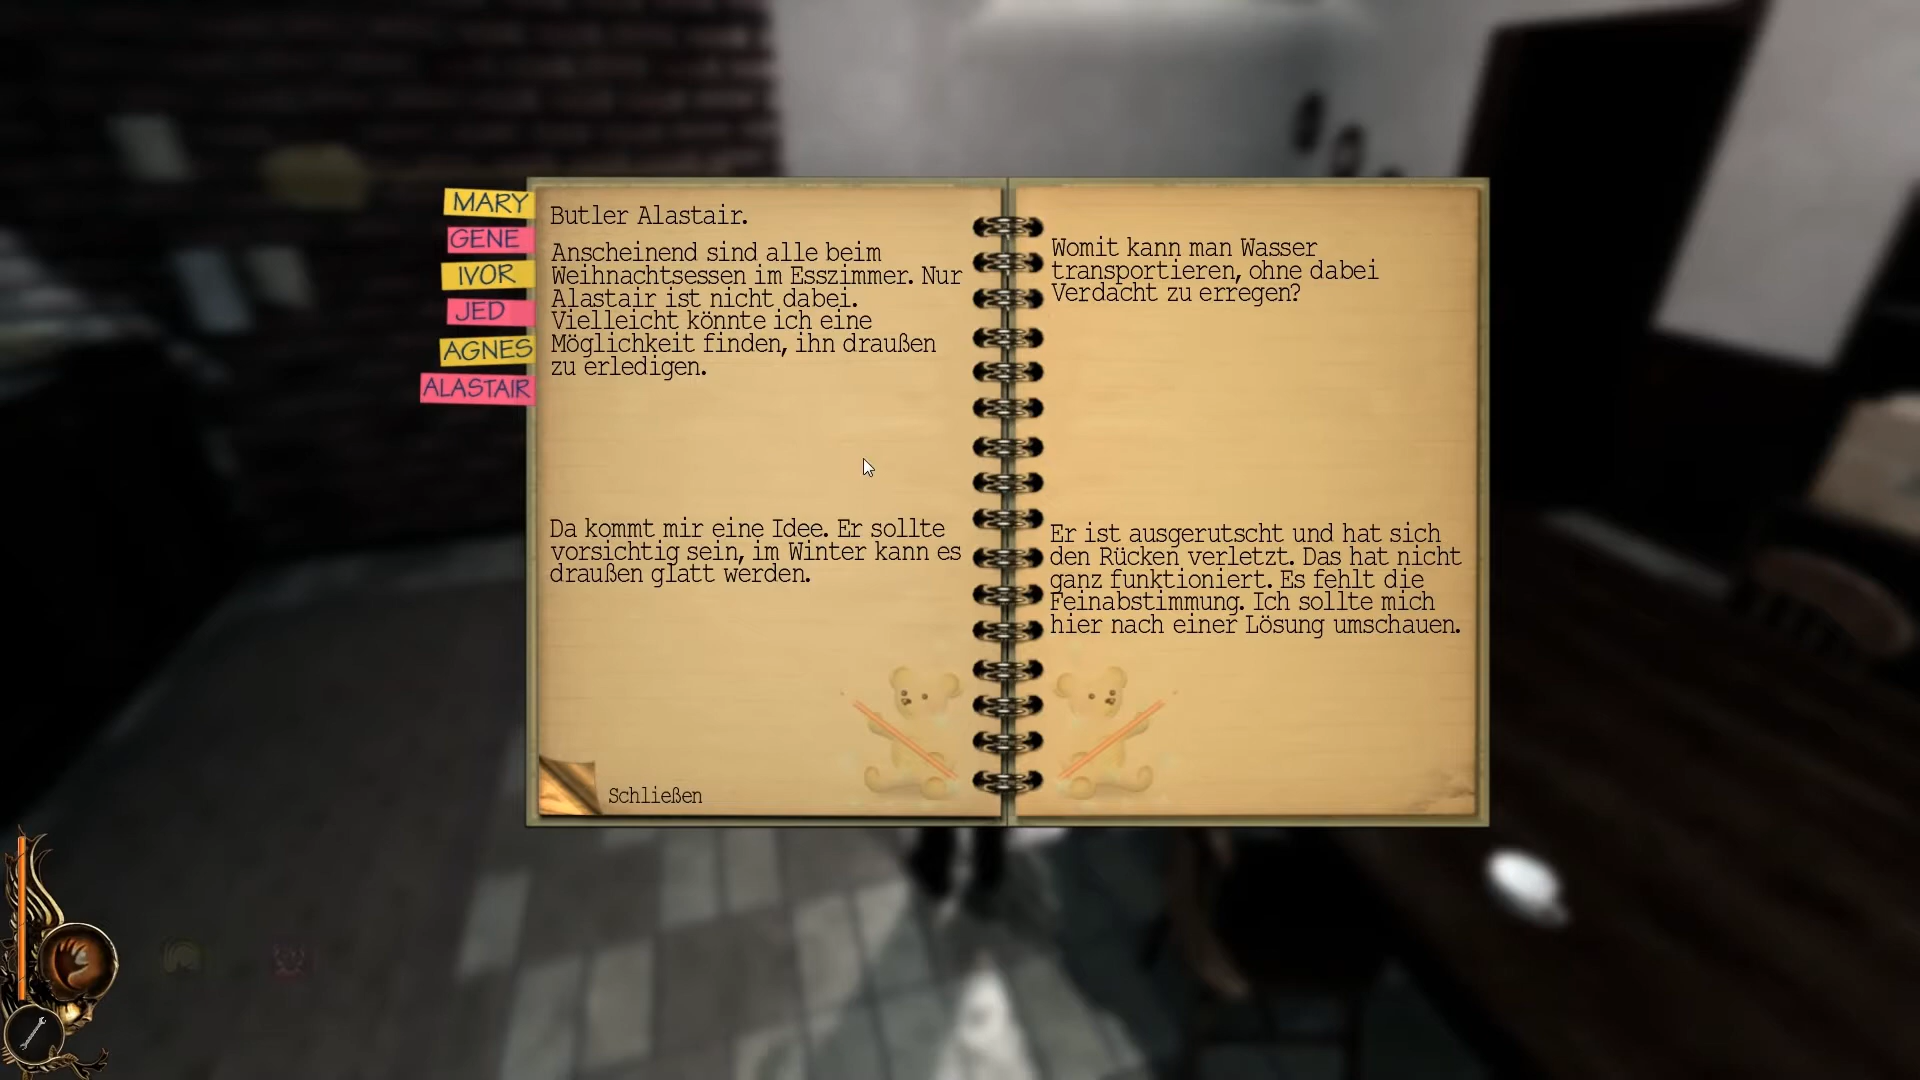 MARY
GENE
IVOR
JED
AGNES
ALASTAIR
Butler Alastair.
Anscheinend sind alle beim
Weihnachtsessen im Esszimmer. Nur
Alastair ist nicht dabei.
Vielleicht könnte ich eine
Möglichkeit finden, ihn draußen
zu erledigen.
Da kommt mir eine Idee. Er sollte
vorsichtig sein, im Winter kann es
draußen glatt werden.
Schließen
Womit kann man Wasser
transportieren, ohne dabei
Verdacht zu erregen?
Er ist ausgerutscht und hat sich
den Rücken verletzt. Das hat nicht
ganz funktioniert. Es fehlt die
Feinabstimmung. Ich sollte mich
hier nach einer Lösung umschauen.